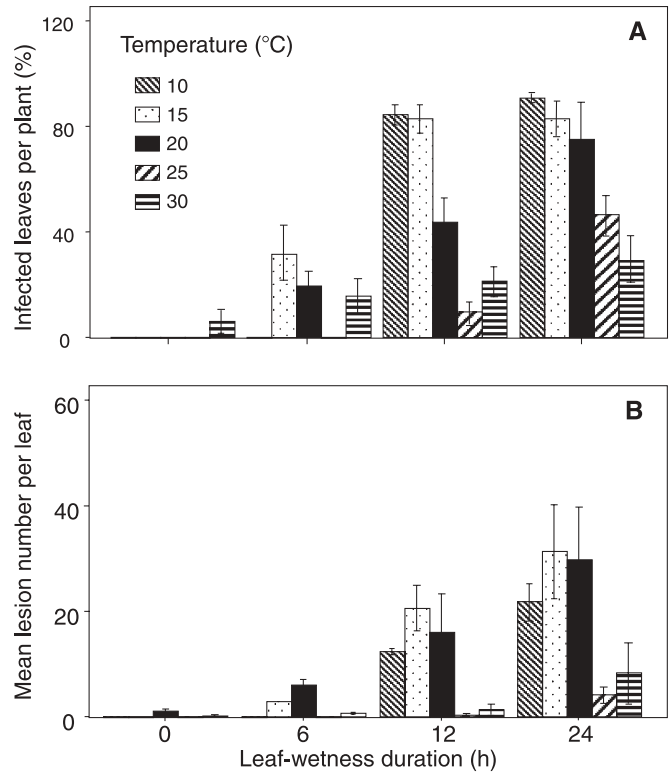 120
80
40
0
Infected leaves per plant (%)
A
Temperature (°C)
10
15
20
25
30
60
40
20
0
Mean lesion number per leaf
B
0 6 12 24
Leaf-wetness duration (h)